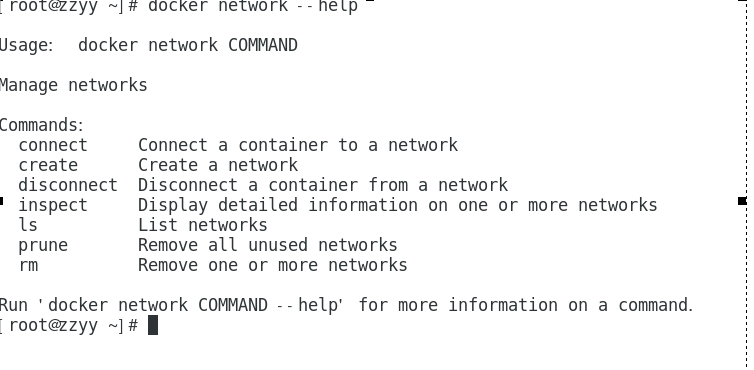 [root@zzyy ~]# docker network --help
Usage:  docker network COMMAND
Manage networks
Commands:
connect     Connect a container to a network
create      Create a network
disconnect  Disconnect a container from a network
inspect     Display detailed information on one or more networks
ls          List networks
prune       Remove all unused networks
rm          Remove one or more networks
Run 'docker network COMMAND --help' for more information on a command.
[root@zzyy ~]#